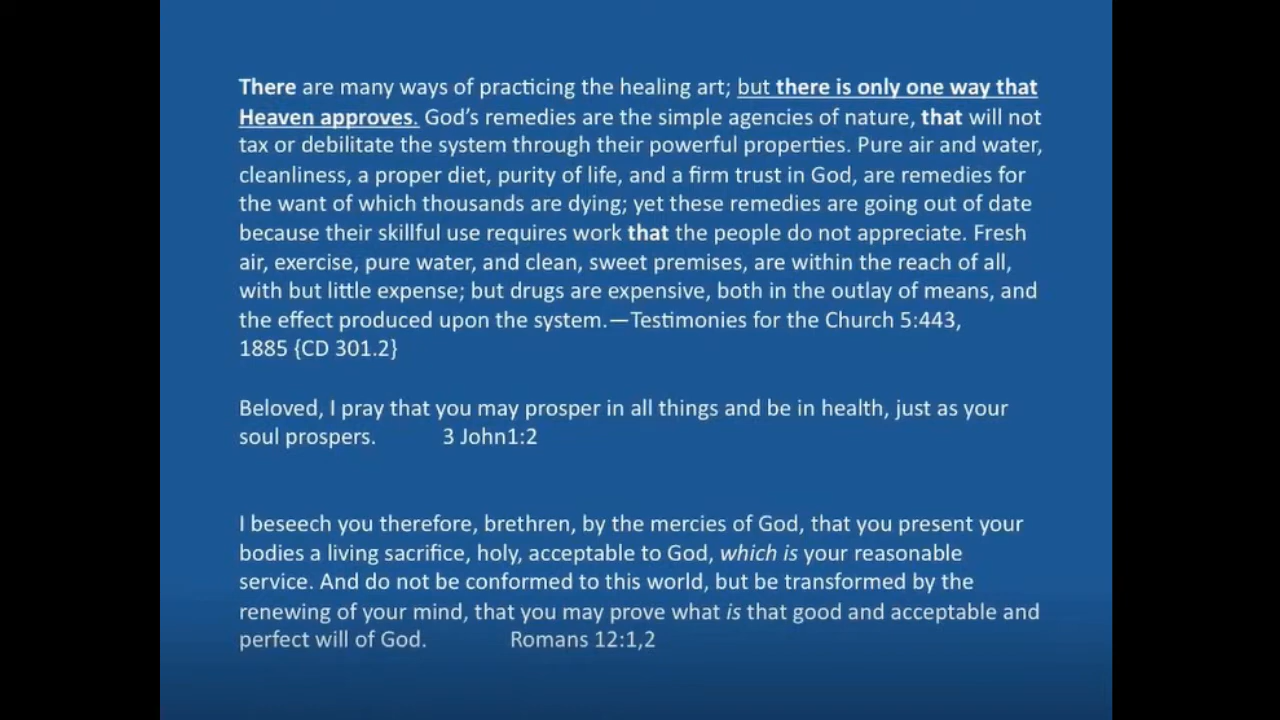 There are many ways of practicing the healing art; but there is only one way that
Heaven approves. God’s remedies are the simple agencies of nature, that will not
tax or debilitate the system through their powerful properties. Pure air and water,
cleanliness, a proper diet, purity of life, and a firm trust in God, are remedies for
the want of which thousands are dying; yet these remedies are going out of date
because their skillful use requires work that the people do not appreciate. Fresh
air, exercise, pure water, and clean, sweet premises, are within the reach of all,
with but little expense; but drugs are expensive, both in the outlay of means, and
the effect produced upon the system.—Testimonies for the Church 5:443,
1885 {CD 301.2}
Beloved, I pray that you may prosper in all things and be in health, just as your
soul prospers. 3 John1:2
I beseech you therefore, brethren, by the mercies of God, that you present your
bodies a living sacrifice, holy, acceptable to God, which is your reasonable
service. And do not be conformed to this world, but be transformed by the
renewing of your mind, that you may prove what is that good and acceptable and
perfect will of God. Romans 12:1,2